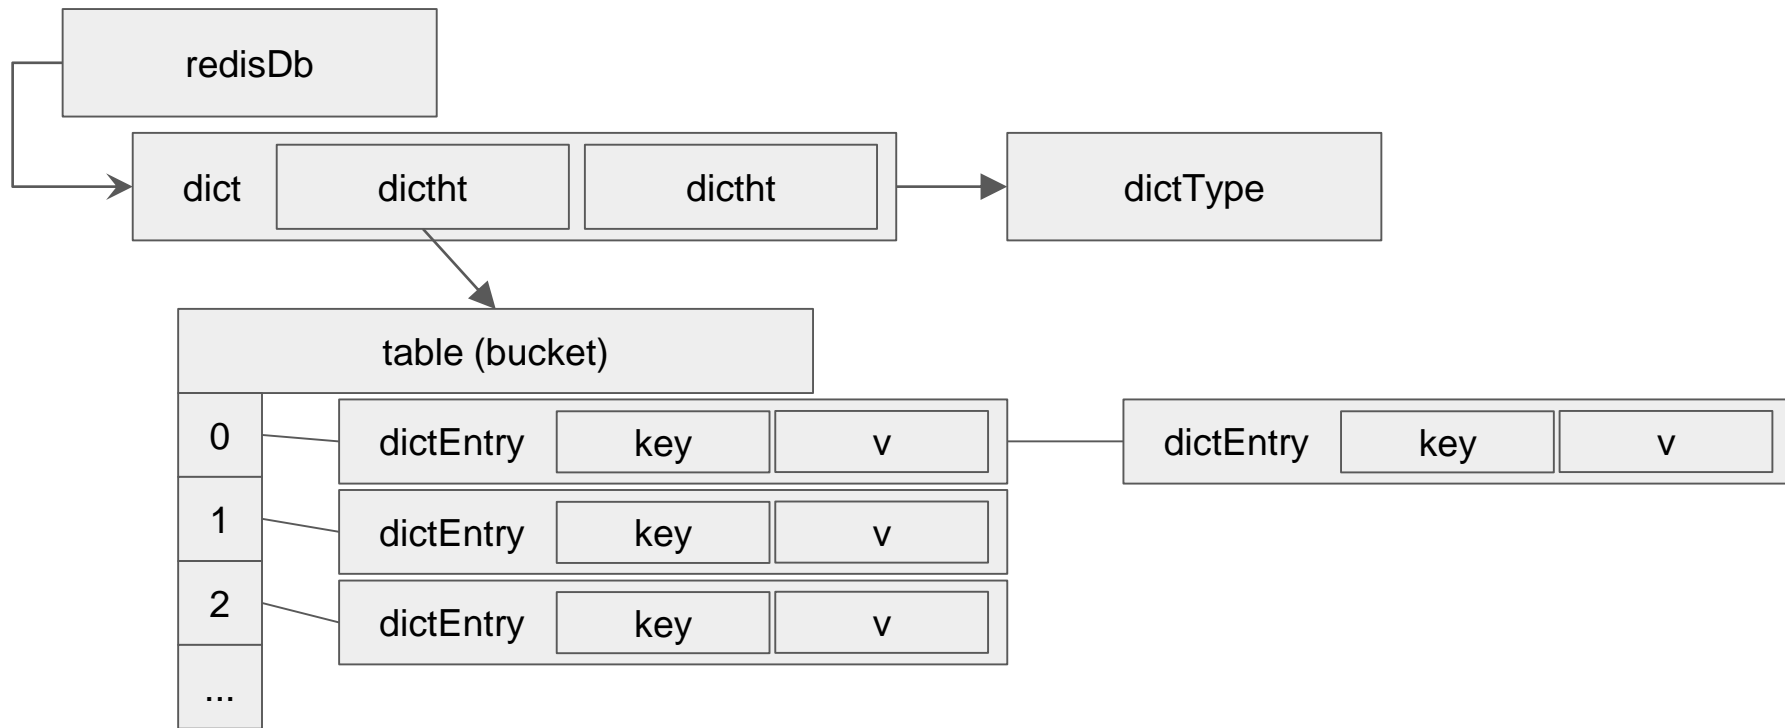 redisDb
dict dictht dictht dictType
table (bucket)
0 dictEntry key v dictEntry key v
1 dictEntry key v
2 dictEntry key v
...